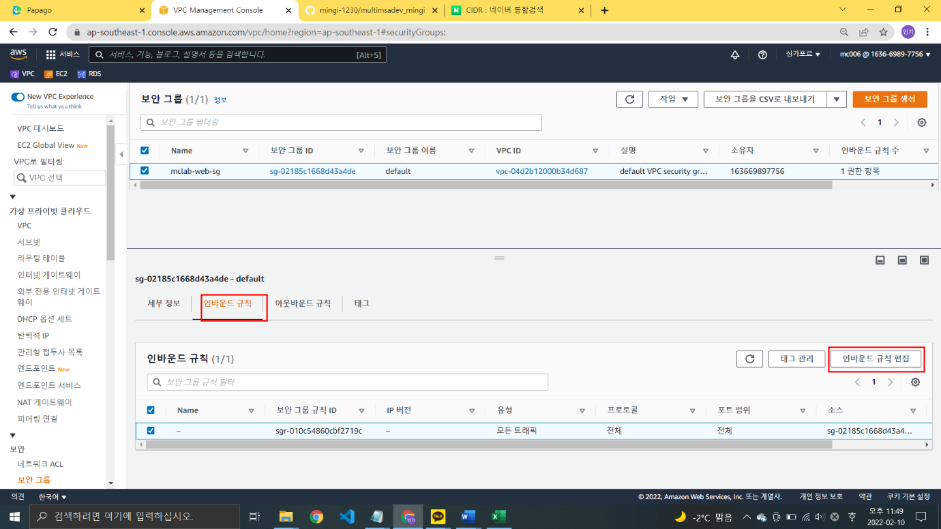 Papago
VPC Management Console
mingi-1230/multimsadev_mingi
CIDR : 네이버 통합검색
ap-southeast-1.console.aws.amazon.com/vpc/home?region=ap-southeast-1#securityGroups:
aws
서비스
서비스, 기능, 블로그, 설명서 등을 검색합니다.
[Alt+S]
싱가포르
mc006 @ 1636-6989-7756
VPC
EC2
RDS
New VPC Experience
Tell us what you think
VPC 대시보드
EC2 Global View New
VPC로 필터링:
VPC 선택
가상 프라이빗 클라우드
VPC
서브넷
라우팅 테이블
인터넷 게이트웨이
외부 전용 인터넷 게이트
웨이
DHCP 옵션 세트
탄력적 IP
관리형 접두사 목록
엔드포인트 New
엔드포인트 서비스
NAT 게이트웨이
피어링 연결
보안
네트워크 ACL
보안 그룹
보안 그룹 (1/1) 정보
작업
보안 그룹을 CSV로 내보내기
보안 그룹 생성
보안 그룹 필터링
1
Name
보안 그룹 ID
보안 그룹 이름
VPC ID
설명
소유자
인바운드 규칙 수
mclab-web-sg
sg-02185c1668d43a4de
default
vpc-04d2b12000b34d687
default VPC security gr...
163669897756
1 권한 항목
sg-02185c1668d43a4de - default
세부 정보
인바운드 규칙
아웃바운드 규칙
태그
인바운드 규칙 (1/1)
태그 관리
인바운드 규칙 편집
보안 그룹 규칙 필터
1
Name
보안 그룹 규칙 ID
IP 버전
유형
프로토콜
포트 범위
소스
–
sgr-010c54860cbf2719c
–
모든 트래픽
전체
전체
sg-02185c1668d43a4...
의견
한국어
© 2022, Amazon Web Services, Inc. 또는 계열사.
개인 정보 보호
약관
쿠키 기본 설정
검색하려면 여기에 입력하십시오.
-2°C 맑음
오후 11:49
2022-02-10